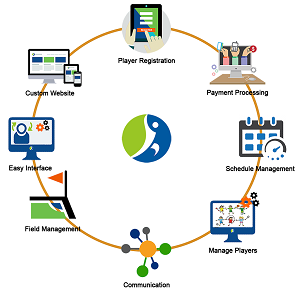 Player Registration
Custom Website
Payment Processing
Easy Interface
Schedule Management
Field Management
Manage Players
Communication